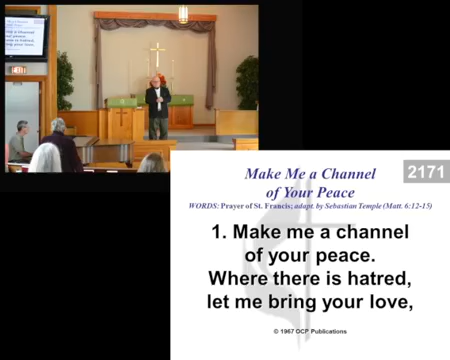 Make Me a Channel
of Your Peace
2171
WORDS: Prayer of St. Francis; adapt. by Sebastian Temple (Matt. 6:12-15)
1. Make me a channel
of your peace.
Where there is hatred,
let me bring your love,
© 1967 OCP Publications